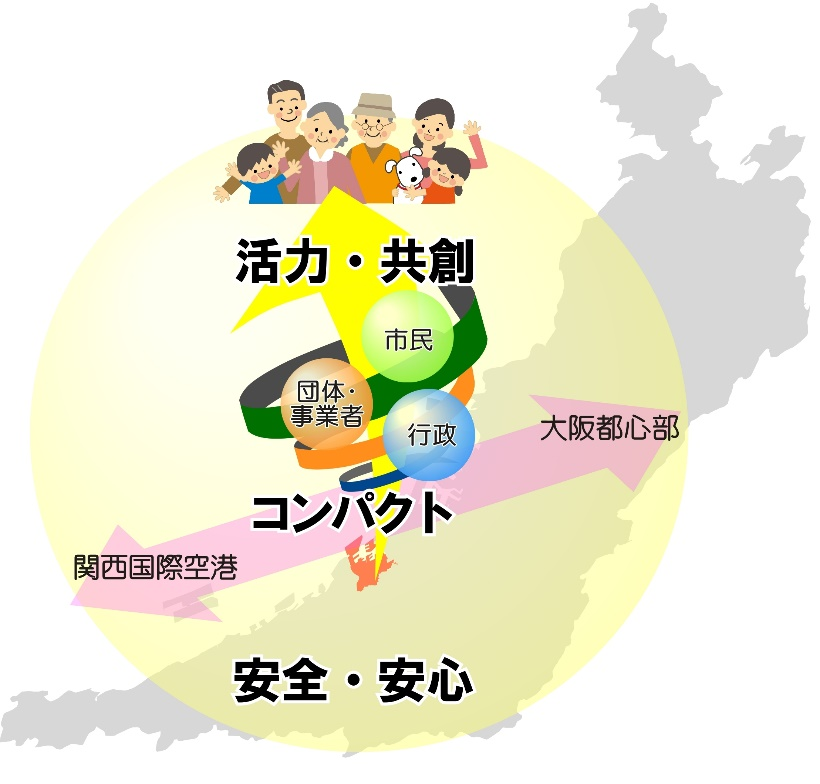 活力・共創
市民
団体・
事業者
行政
大阪都心部
コンパクト
関西国際空港
安全・安心